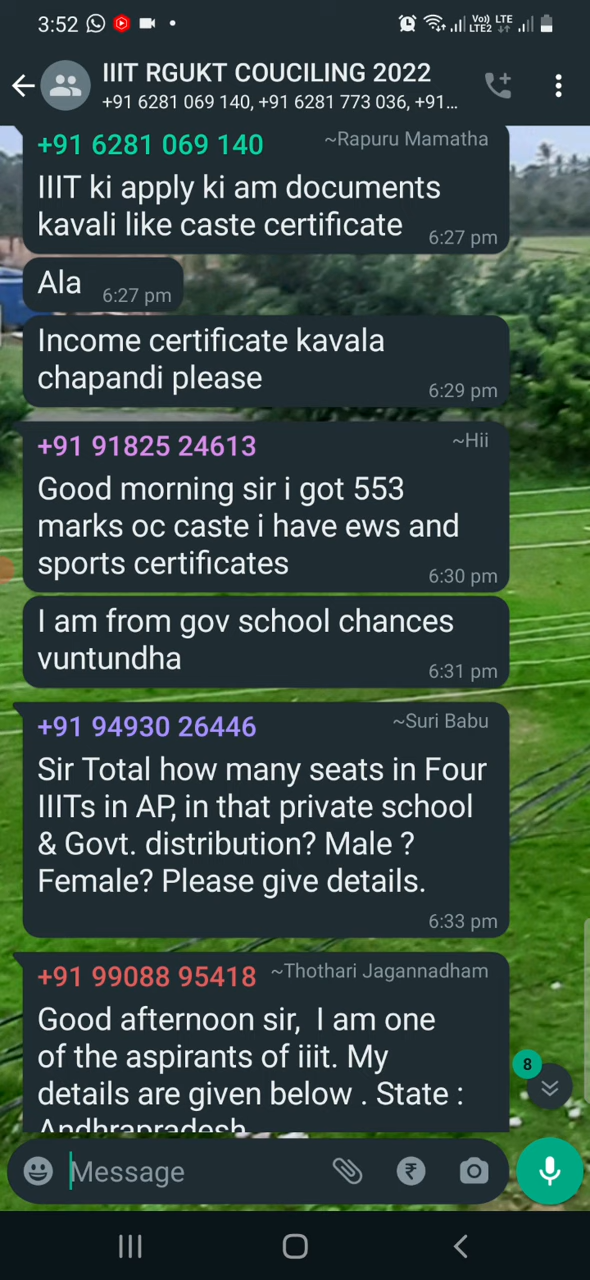 3:52
Vo)) LTE
LTE2
IIIT RGUKT COUCILING 2022
+91 6281 069 140, +91 6281 773 036, +91...
+91 6281 069 140 ~Rapuru Mamatha
IIIT ki apply ki am documents
kavali like caste certificate 6:27 pm
Ala 6:27 pm
Income certificate kavala
chapandi please 6:29 pm
+91 91825 24613 ~Hii
Good morning sir i got 553
marks oc caste i have ews and
sports certificates 6:30 pm
I am from gov school chances
vuntundha 6:31 pm
+91 94930 26446 ~Suri Babu
Sir Total how many seats in Four
IIITs in AP, in that private school
& Govt. distribution? Male ?
Female? Please give details.
6:33 pm
+91 99088 95418 ~Thothari Jagannadham
Good afternoon sir, I am one
of the aspirants of iiit. My
details are given below . State :
Andhrapradesh
8
Message
₹